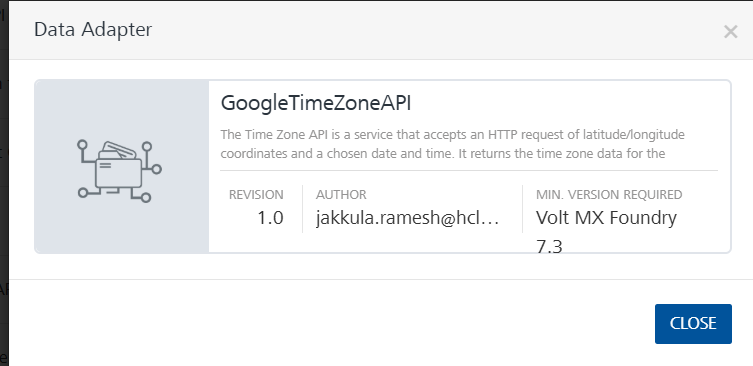 Data Adapter
GoogleTimeZoneAPI
The Time Zone API is a service that accepts an HTTP request of latitude/longitude
coordinates and a chosen date and time. It returns the time zone data for the
REVISION
1.0
AUTHOR
jakkula.ramesh@hcl...
MIN. VERSION REQUIRED
Volt MX Foundry
7.3
CLOSE